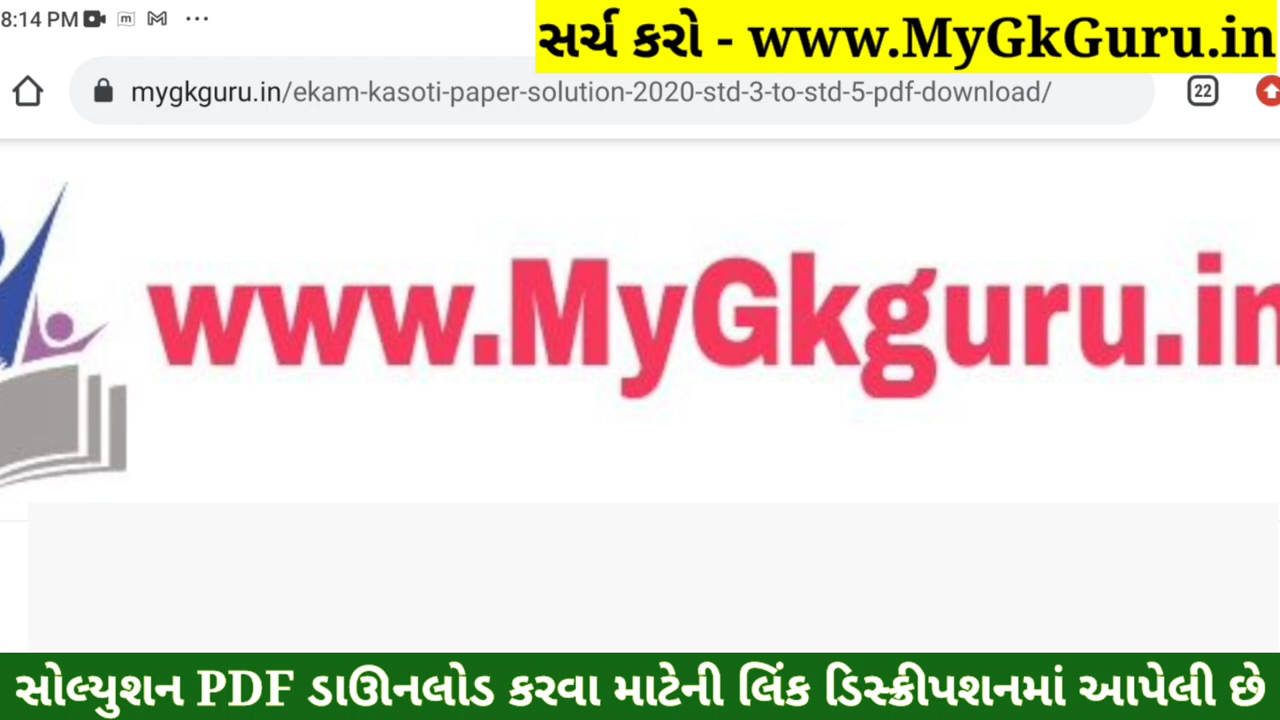 8:14 PM
સર્ચ કરો - www.MyGkGuru.in
mygkguru.in/ekam-kasoti-paper-solution-2020-std-3-to-std-5-pdf-download/
22
www.MyGkguru.in
સોલ્યુશન PDF ડાઊનલોડ કરવા માટેની લિંક ડિસ્ક્રીપશનમાં આપેલી છે